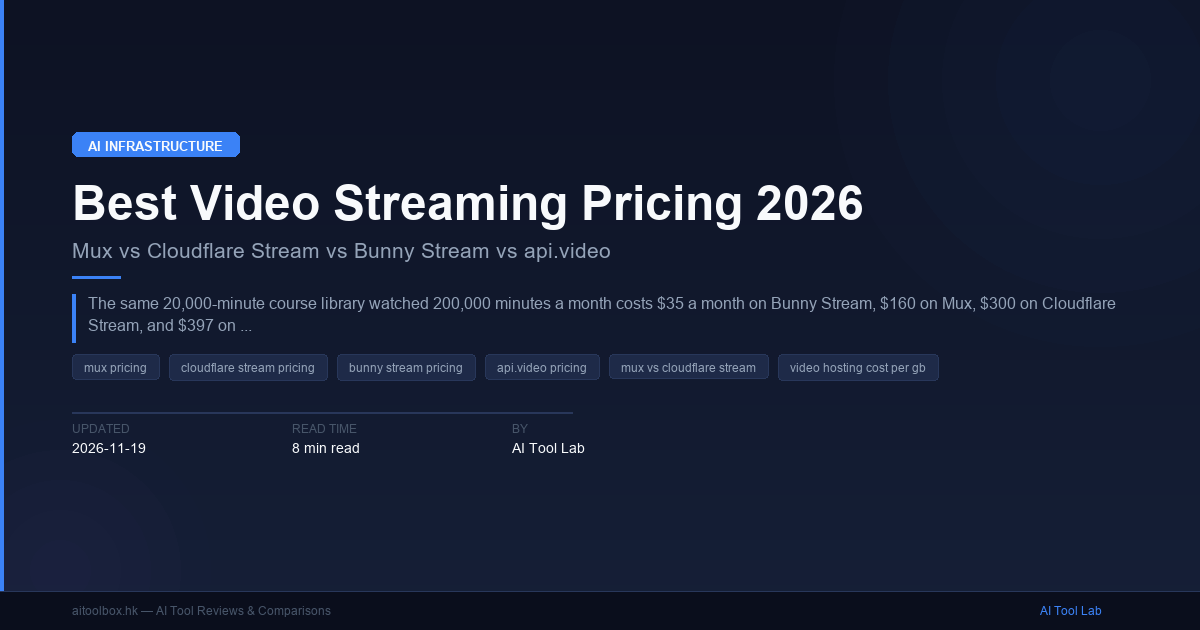 AI INFRASTRUCTURE
Best Video Streaming Pricing 2026
Mux vs Cloudflare Stream vs Bunny Stream vs api.video
The same 20,000-minute course library watched 200,000 minutes a month costs $35 a month on Bunny Stream, $160 on Mux, $300 on Cloudflare
Stream, and $397 on ...
mux pricing cloudflare stream pricing bunny stream pricing api.video pricing mux vs cloudflare stream video hosting cost per gb
UPDATED READ TIME BY
2026-11-19 8 min read AI Tool Lab
aitoolbox.hk — AI Tool Reviews & Comparisons AI Tool Lab